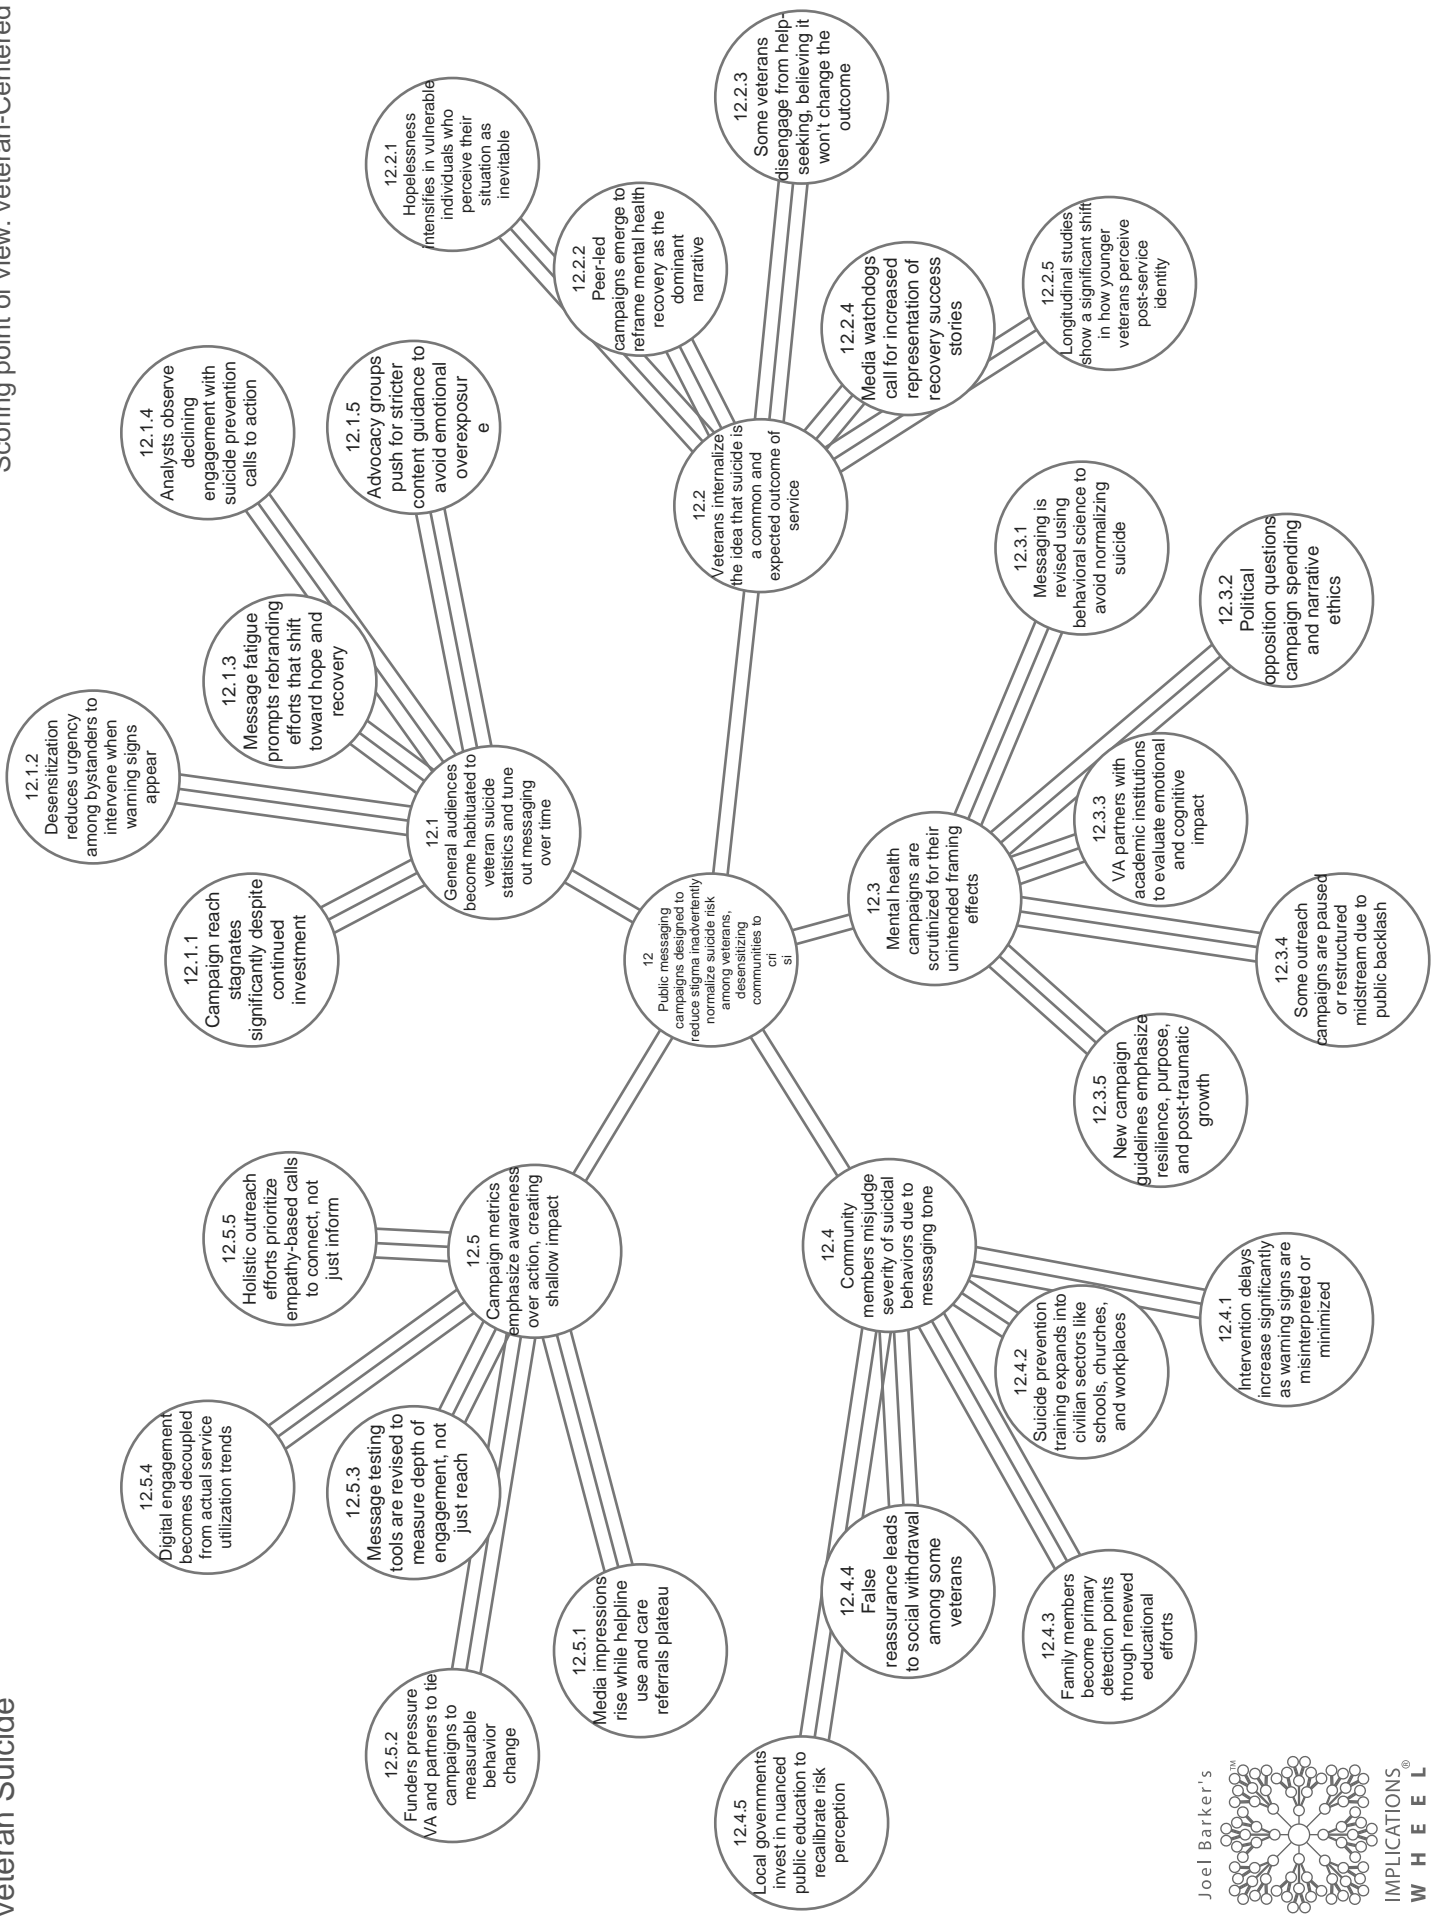 Veteran Suicide
Scoring point of view: Veteran-Centered
12
Public messaging
campaigns designed to
reduce stigma inadvertently
normalize suicide risk
among veterans,
desensitizing
communities to
cri
si
12.1
General audiences
become habituated to
veteran suicide
statistics and tune
out messaging
over time
12.1.1
Campaign reach
stagnates
significantly despite
continued
investment
12.1.2
Desensitization
reduces urgency
among bystanders to
intervene when
warning signs
appear
12.1.3
Message fatigue
prompts rebranding
efforts that shift
toward hope and
recovery
12.1.4
Analysts observe
declining
engagement with
suicide prevention
calls to action
12.1.5
Advocacy groups
push for stricter
content guidance to
avoid emotional
overexposur
e
12.2
Veterans internalize
the idea that suicide is
a common and
expected outcome of
service
12.2.1
Hopelessness
intensifies in vulnerable
individuals who
perceive their
situation as
inevitable
12.2.2
Peer-led
campaigns emerge to
reframe mental health
recovery as the
dominant
narrative
12.2.3
Some veterans
disengage from help-
seeking, believing it
won't change the
outcome
12.2.4
Media watchdogs
call for increased
representation of
recovery success
stories
12.2.5
Longitudinal studies
show a significant shift
in how younger
veterans perceive
post-service
identity
12.3
Mental health
campaigns are
scrutinized for their
unintended framing
effects
12.3.1
Messaging is
revised using
behavioral science to
avoid normalizing
suicide
12.3.2
Political
opposition questions
campaign spending
and narrative
ethics
12.3.3
VA partners with
academic institutions
to evaluate emotional
and cognitive
impact
12.3.4
Some outreach
campaigns are paused
or restructured
midstream due to
public backlash
12.3.5
New campaign
guidelines emphasize
resilience, purpose,
and post-traumatic
growth
12.4
Community
members misjudge
severity of suicidal
behaviors due to
messaging tone
12.4.1
Intervention delays
increase significantly
as warning signs are
misinterpreted or
minimized
12.4.2
Suicide prevention
training expands into
civilian sectors like
schools, churches,
and workplaces
12.4.3
Family members
become primary
detection points
through renewed
educational
efforts
12.4.4
False
reassurance leads
to social withdrawal
among some
veterans
12.4.5
Local governments
invest in nuanced
public education to
recalibrate risk
perception
12.5
Campaign metrics
emphasize awareness
over action, creating
shallow impact
12.5.1
Media impressions
rise while helpline
use and care
referrals plateau
12.5.2
Funders pressure
VA and partners to tie
campaigns to
measurable
behavior
change
12.5.3
Message testing
tools are revised to
measure depth of
engagement, not
just reach
12.5.4
Digital engagement
becomes decoupled
from actual service
utilization trends
12.5.5
Holistic outreach
efforts prioritize
empathy-based calls
to connect, not
just inform
Joel Barker's
TM
IMPLICATIONS®
WHEEL